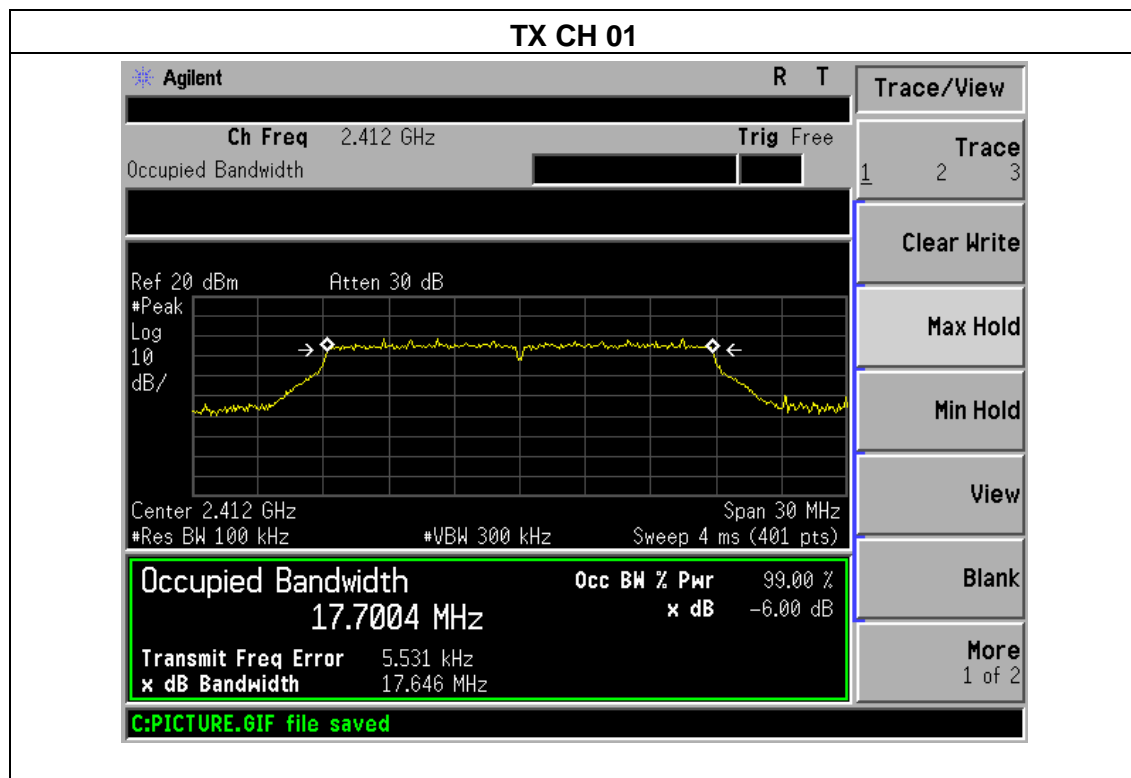 TX CH 01
Agilent R T
Ch Freq 2.412 GHz Trig Free
Occupied Bandwidth
Ref 20 dBm Atten 30 dB
#Peak
Log
10
dB/
Center 2.412 GHz Span 30 MHz
#Res BW 100 kHz #VBW 300 kHz Sweep 4 ms (401 pts)
Occupied Bandwidth Occ BW % Pwr 99.00 %
17.7004 MHz x dB -6.00 dB
Transmit Freq Error 5.531 kHz
x dB Bandwidth 17.646 MHz
C:PICTURE.GIF file saved
Trace/View
Trace
1 2 3
Clear Write
Max Hold
Min Hold
View
Blank
More
1 of 2